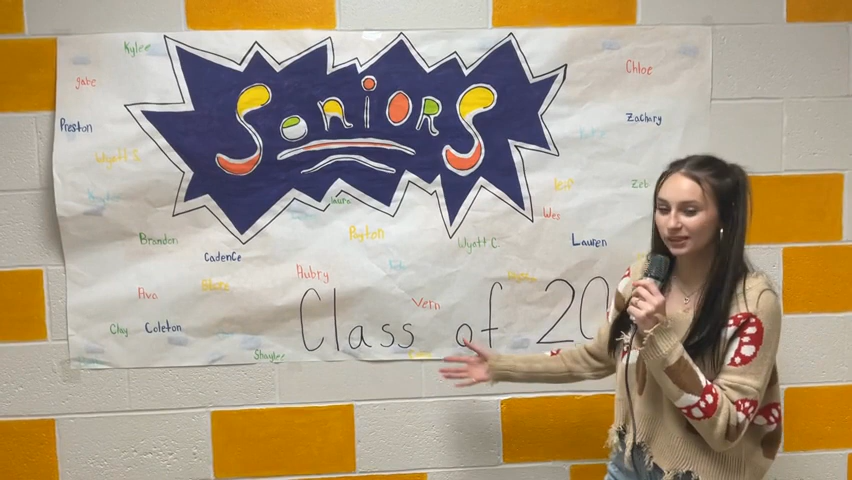 Kylee
Chloe
gabe
Preston
Zachary
SENIORS
Wyatt S.
Zeb
Laura
Wes
Brandon
Payton
Wyatt C.
Lauren
Cadence
Hubry
Ava
Vern
Clay
Coleton
Class of 20
Shaylee